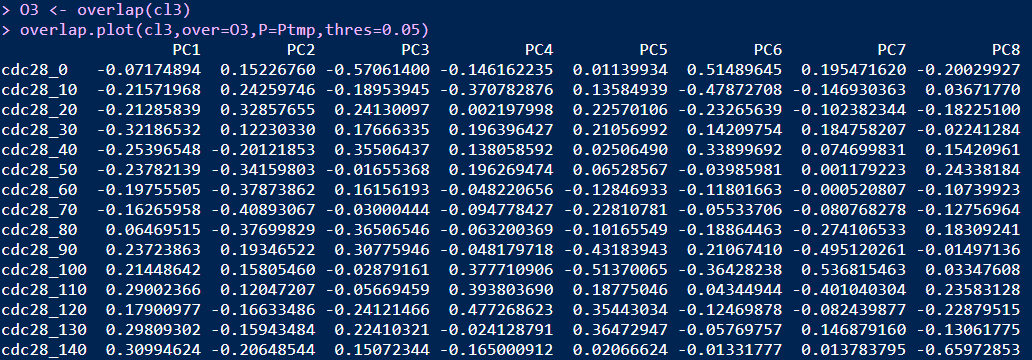 > O3 <- overlap(cl3)
> overlap.plot(cl3,over=O3,P=Ptmp,thres=0.05)
PC1 PC2 PC3 PC4 PC5 PC6 PC7 PC8
cdc28_0 -0.07174894 0.15226760 -0.57061400 -0.146162235 0.01139934 0.51489645 0.195471620 -0.20029927
cdc28_10 -0.21571968 0.24259746 -0.18953945 -0.370782876 0.13584939 -0.47872708 -0.146930363 0.03671770
cdc28_20 -0.21285839 0.32857655 0.24130097 0.002197998 0.22570106 -0.23265639 -0.102382344 -0.18225100
cdc28_30 -0.32186532 0.12230330 0.17666335 0.196396427 0.21056992 0.14209754 0.184758207 -0.02241284
cdc28_40 -0.25396548 -0.20121853 0.35506437 0.138058592 0.02506490 0.33899692 0.074699831 0.15420961
cdc28_50 -0.23782139 -0.34159803 -0.01655368 0.196269474 0.06528567 -0.03985981 0.001179223 0.24338184
cdc28_60 -0.19755505 -0.37873862 0.16156193 -0.048220656 -0.12846933 -0.11801663 -0.000520807 -0.10739923
cdc28_70 -0.16265958 -0.40893067 -0.03000444 -0.094778427 -0.22810781 -0.05533706 -0.080768278 -0.12756964
cdc28_80 0.06469515 -0.37699829 -0.36506546 -0.063200369 -0.10165549 -0.18864463 -0.274106533 0.18309241
cdc28_90 0.23723863 0.19346522 0.30775946 -0.048179718 -0.43183943 0.21067410 -0.495120261 -0.01497136
cdc28_100 0.21448642 0.15805460 -0.02879161 0.377710906 -0.51370065 -0.36428238 0.536815463 0.03347608
cdc28_110 0.29002366 0.12047207 -0.05669459 0.393803690 0.18775046 0.04344944 -0.401040304 0.23583128
cdc28_120 0.17900977 -0.16633486 -0.24121466 0.477268623 0.35443034 -0.12469878 -0.082439877 -0.22879515
cdc28_130 0.29809302 -0.15943484 0.22410321 -0.024128791 0.36472947 -0.05769757 0.146879160 -0.13061775
cdc28_140 0.30994624 -0.20648544 0.15072344 -0.165000912 0.02066624 -0.01331777 0.013783795 -0.65972853